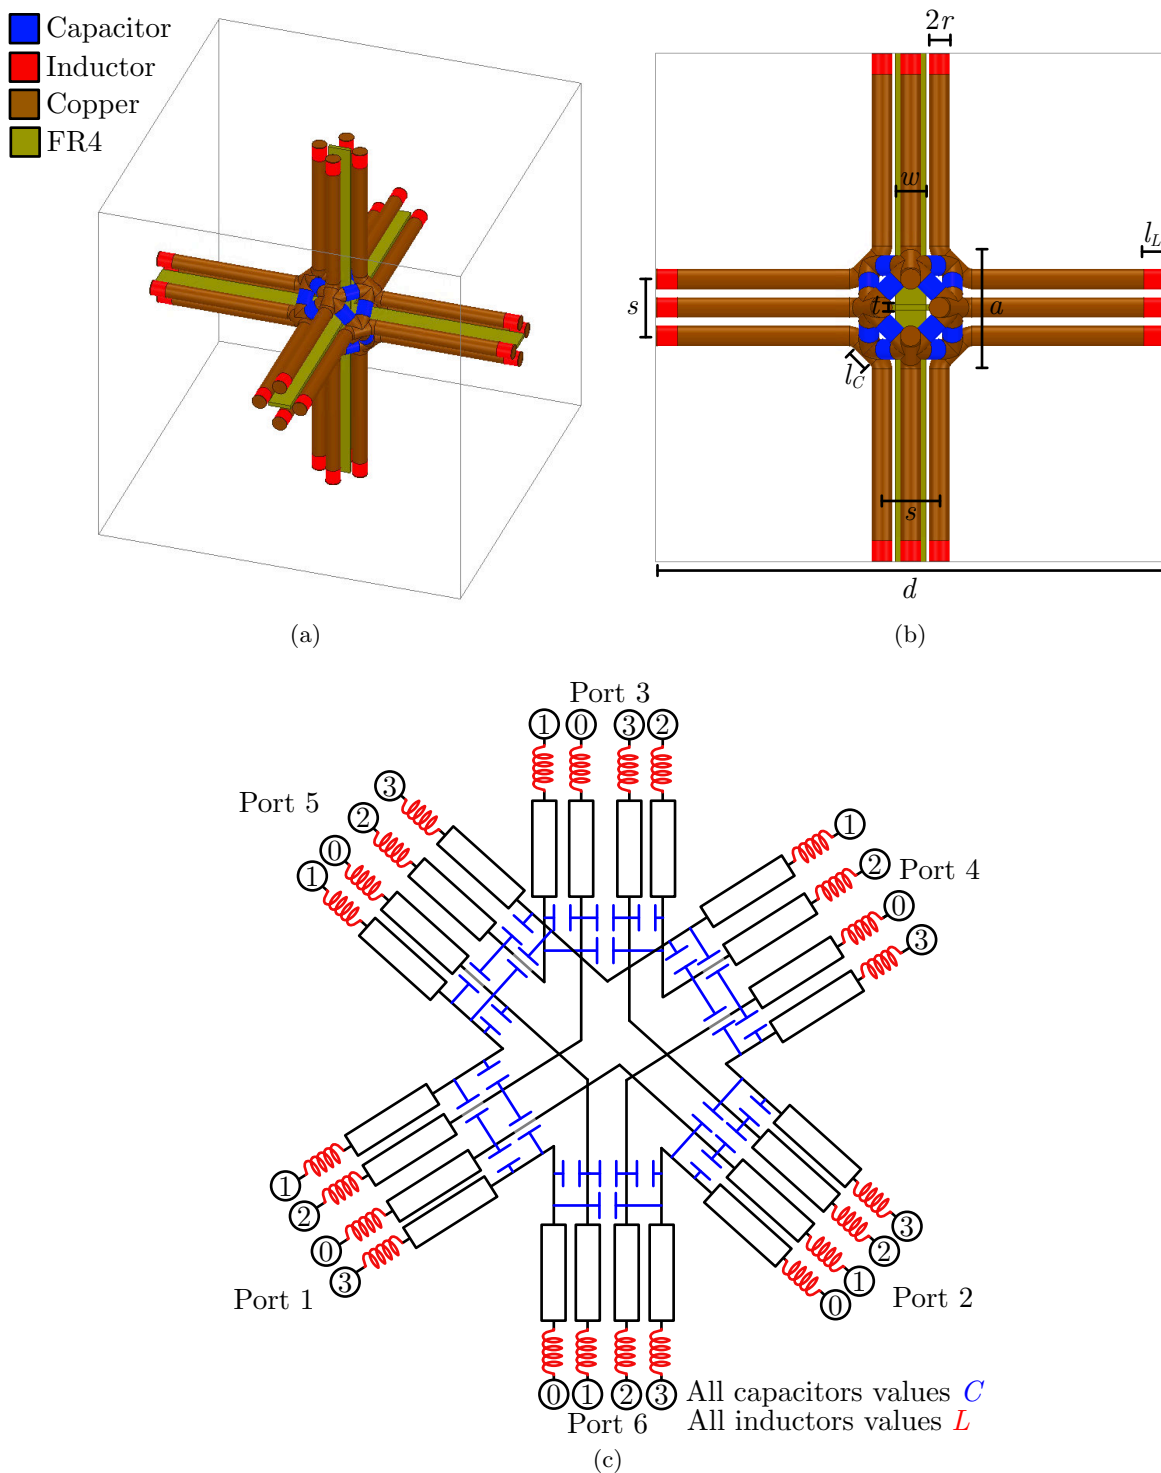 Capacitor
Inductor
Copper
FR4
2r
w
l_L
s
t
a
l_C
s
d
(a)
(b)
Port 3
1 0 3 2
Port 5
3
2
0
1
1
2
Port 4
0
3
1
2
0
3
Port 1
3
2
1
0
Port 2
0 1 2 3
Port 6
All capacitors values C
All inductors values L
(c)